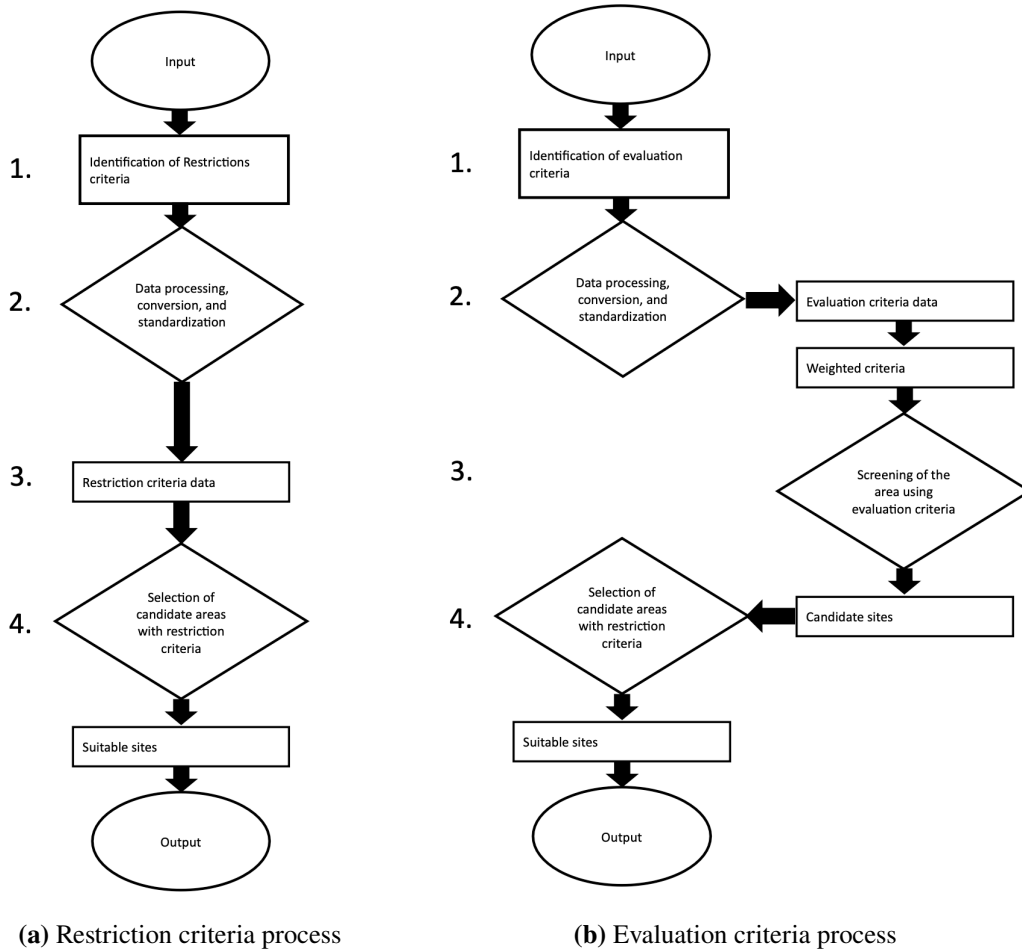 Input
1.
Identification of Restrictions
criteria
2.
Data processing,
conversion, and
standardization
3.
Restriction criteria data
4.
Selection of
candidate areas
with restriction
criteria
Suitable sites
Output
(a) Restriction criteria process
Input
1.
Identification of evaluation
criteria
2.
Data processing,
conversion, and
standardization
Evaluation criteria data
Weighted criteria
3.
Screening of the
area using
evaluation criteria
Candidate sites
4.
Selection of
candidate areas
with restriction
criteria
Suitable sites
Output
(b) Evaluation criteria process